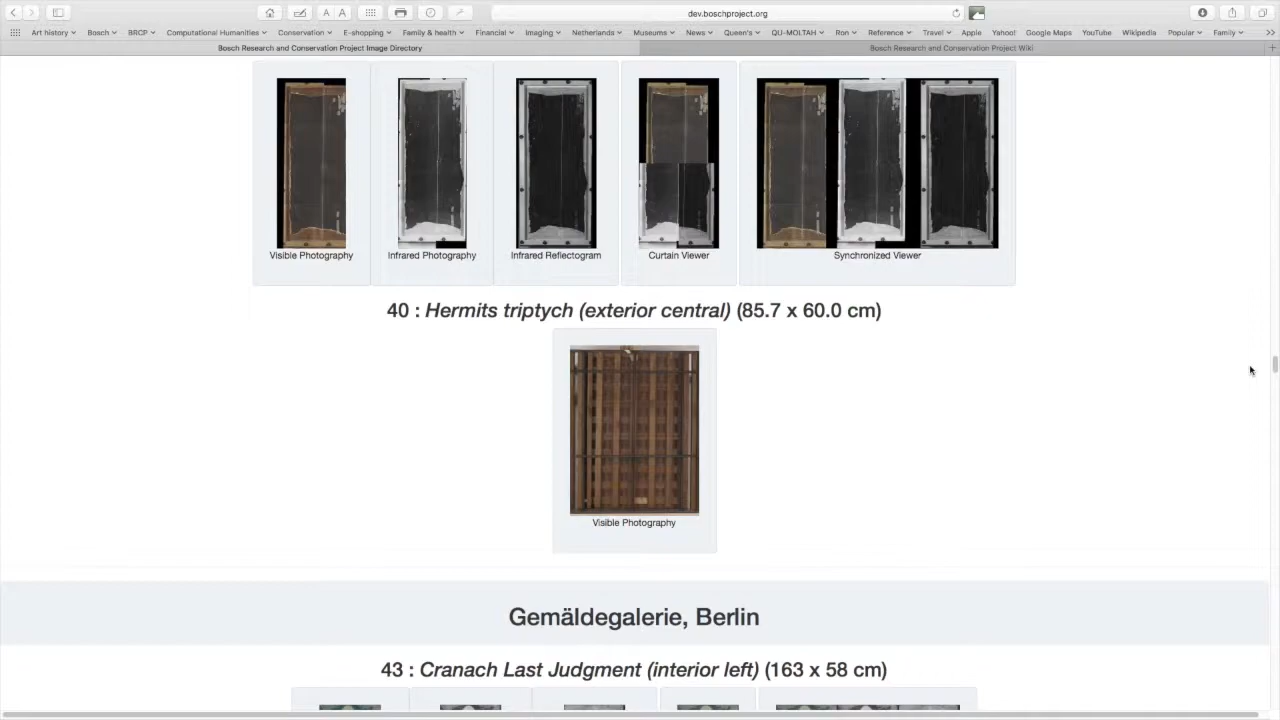 dev.boschproject.org
Art history Bosch BRCP Computational Humanities E-shopping Conservation Family & health Financial Imaging Netherlands Museums News Queen's QU-MOLTAH Ron Reference Travel Apple Yahoo! Google Maps YouTube Wikipedia Popular Family
Bosch Research and Conservation Project Image Directory Bosch Research and Conservation Project Wiki
Visible Photography Infrared Photography Infrared Reflectogram Curtain Viewer Synchronized Viewer
40 : Hermits triptych (exterior central) (85.7 x 60.0 cm)
Visible Photography
Gemäldegalerie, Berlin
43 : Cranach Last Judgment (interior left) (163 x 58 cm)